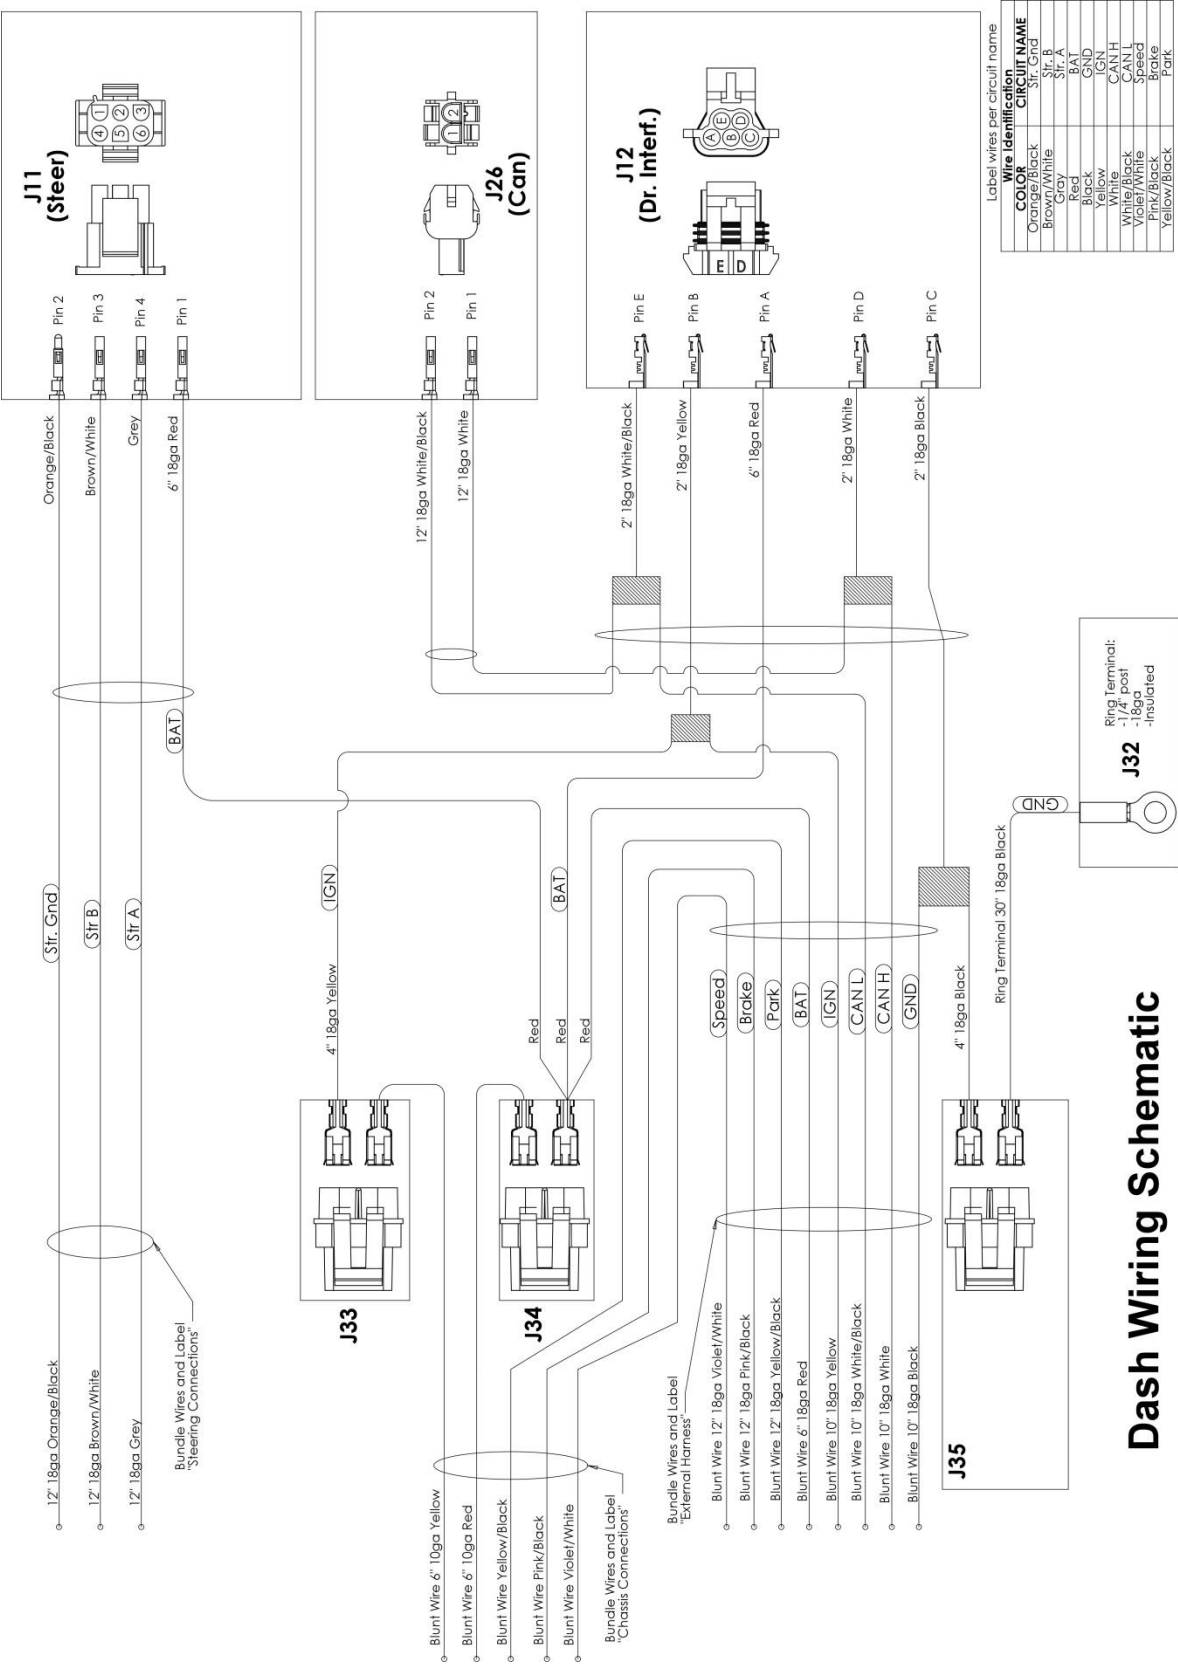 J11
(Steer)
4
1
5
2
6
3
Pin 2
Pin 3
Pin 4
Pin 1
Orange/Black
Brown/White
Grey
6" 18ga Red
BAT
Str. Gnd
Str B
Str A
12" 18ga Orange/Black
12" 18ga Brown/White
12" 18ga Grey
Bundle Wires and Label
"Steering Connections"
J26
(Can)
1
2
Pin 2
Pin 1
12" 18ga White/Black
12" 18ga White
J12
(Dr. Interf.)
A
B
C
E
D
E
D
Pin E
Pin B
Pin A
Pin D
Pin C
2" 18ga White/Black
2" 18ga Yellow
6" 18ga Red
2" 18ga White
2" 18ga Black
IGN
4" 18ga Yellow
BAT
Red
Red
Red
J33
J34
Speed
Brake
Park
BAT
IGN
CAN L
CAN H
GND
4" 18ga Black
Ring Terminal 30" 18ga Black
GND
J32
Ring Terminal:
-1/4" post
-18ga
-Insulated
J35
Blunt Wire 6" 10ga Yellow
Blunt Wire 6" 10ga Red
Blunt Wire Yellow/Black
Blunt Wire Pink/Black
Blunt Wire Violet/White
Bundle Wires and Label
"Chassis Connections"
Bundle Wires and Label
"External Harness"
Blunt Wire 12" 18ga Violet/White
Blunt Wire 12" 18ga Pink/Black
Blunt Wire 12" 18ga Yellow/Black
Blunt Wire 6" 18ga Red
Blunt Wire 10" 18ga Yellow
Blunt Wire 10" 18ga White/Black
Blunt Wire 10" 18ga White
Blunt Wire 10" 18ga Black
Label wires per circuit name
Wire Identification
COLOR CIRCUIT NAME
Orange/Black Str. Gnd
Brown/White Str. B
Gray Str. A
Red BAT
Black GND
Yellow IGN
White CAN H
White/Black CAN L
Violet/White Speed
Pink/Black Brake
Yellow/Black Park
Dash Wiring Schematic